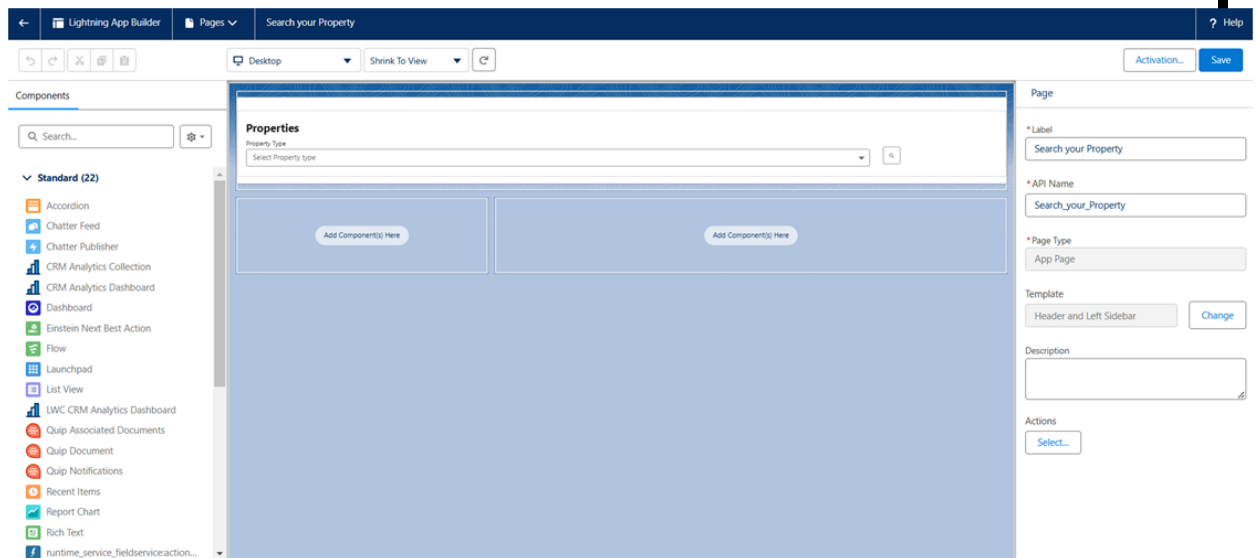 Lightning App Builder
Pages
Search your Property
? Help
Desktop
Shrink To View
Activation...
Save
Components
Search...
Standard (22)
Accordion
Chatter Feed
Chatter Publisher
CRM Analytics Collection
CRM Analytics Dashboard
Dashboard
Einstein Next Best Action
Flow
Launchpad
List View
LWC CRM Analytics Dashboard
Quip Associated Documents
Quip Document
Quip Notifications
Recent Items
Report Chart
Rich Text
runtime_service_fieldservice:action...
Properties
Property Type
Select Property type
Add Component(s) Here
Add Component(s) Here
Page
*Label
Search your Property
*API Name
Search_your_Property
*Page Type
App Page
Template
Header and Left Sidebar
Change
Description
Actions
Select...